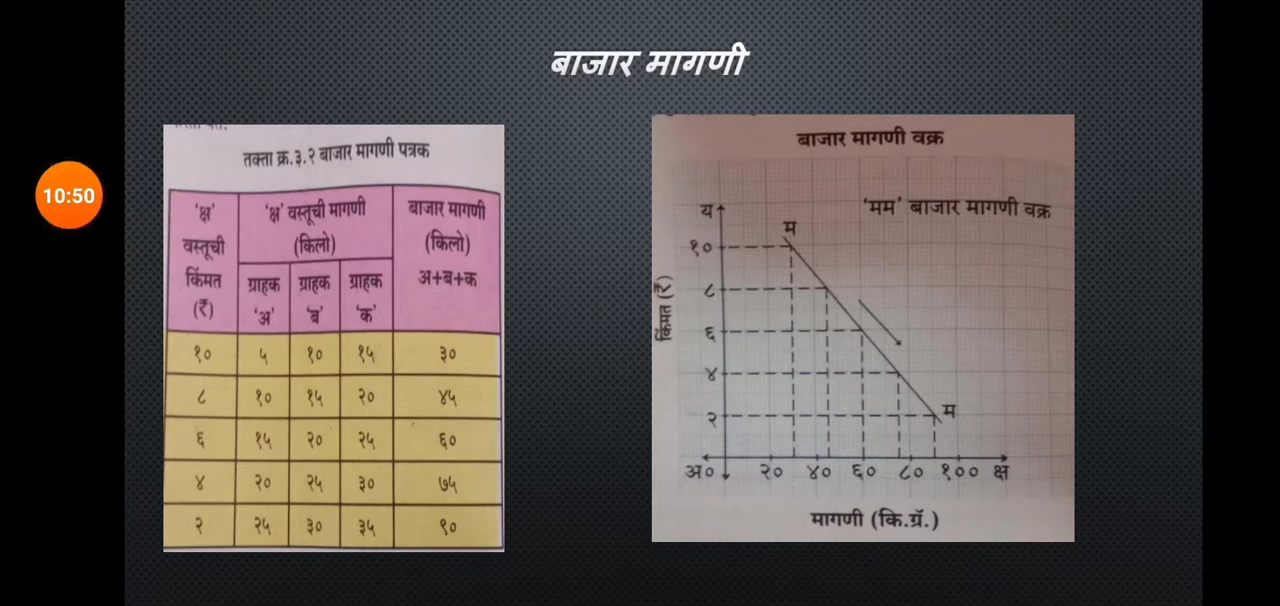 बाजार मागणी
10:50
तक्ता क्र.३.२ बाजार मागणी पत्रक
'क्ष' वस्तूची किंमत (₹)
'क्ष' वस्तूची मागणी (किलो)
बाजार मागणी (किलो) अ+ब+क
ग्राहक 'अ'
ग्राहक 'ब'
ग्राहक 'क'
१० ५ १० १५ ३०
८ १० १५ २० ४५
६ १५ २० २५ ६०
४ २० २५ ३० ७५
२ २५ ३० ३५ ९०
बाजार मागणी वक्र
'मम' बाजार मागणी वक्र
य
म
१०
८
६
४
२
किंमत (₹)
म
अ० २० ४० ६० ८० १०० क्ष
मागणी (कि.ग्रॅ.)